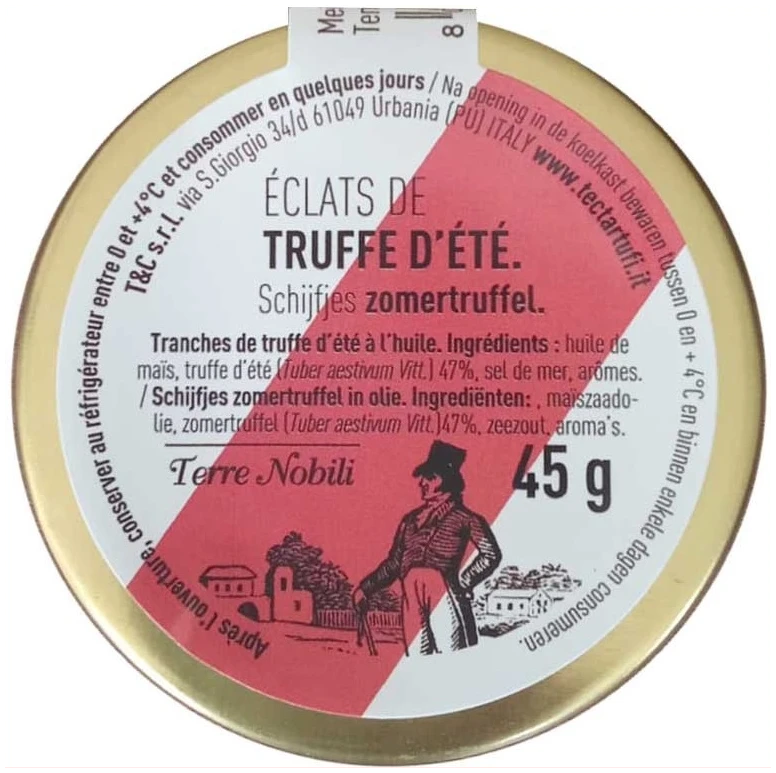 Me
Ter
8
Après l'ouverture, conserver au réfrigérateur entre 0 et +4°C et consommer en quelques jours / Na opening in de koelkast bewaren tussen 0 en + 4°C en binnen enkele dagen consumeren.
T&C s.r.l. via S.Giorgio 34/d 61049 Urbania (PU) ITALY www.tectartufi.it
ÉCLATS DE
TRUFFE D'ÉTÉ.
Schijfjes zomertruffel.
Tranches de truffe d'été à l'huile. Ingrédients : huile de
maïs, truffe d'été (Tuber aestivum Vitt.) 47%, sel de mer, arômes.
/ Schijfjes zomertruffel in olie. Ingrediënten: , maïszaado-
lie, zomertruffel (Tuber aestivum Vitt.)47%, zeezout, aroma's.
Terre Nobili
45 g